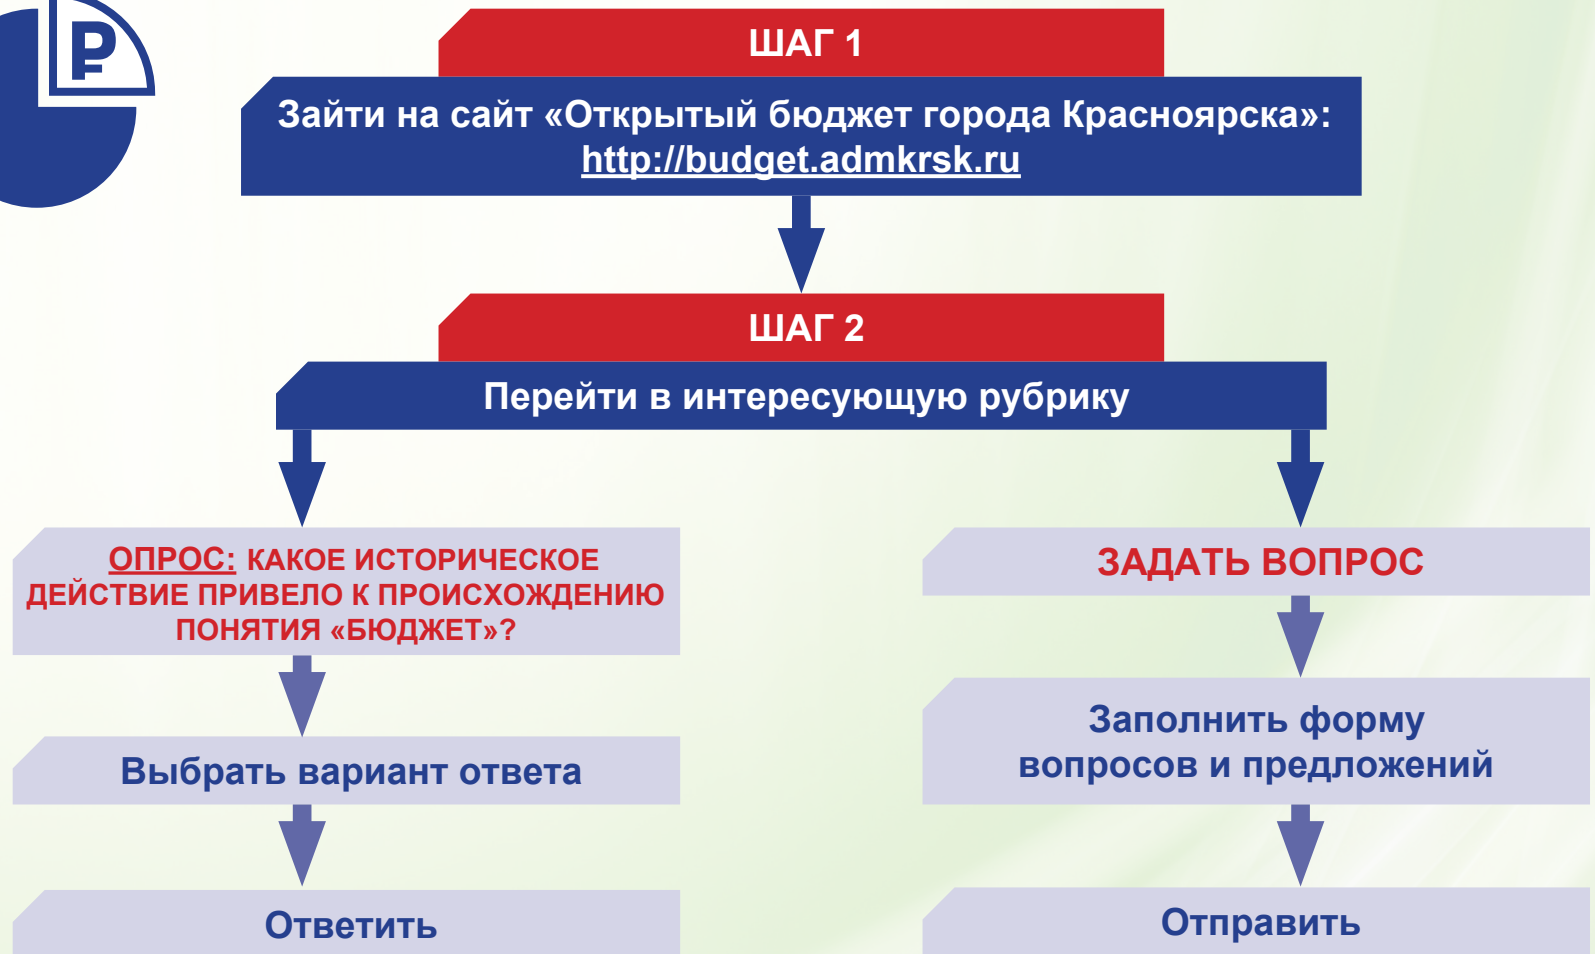 ШАГ 1
Зайти на сайт «Открытый бюджет города Красноярска»:
http://budget.admkrsk.ru
ШАГ 2
Перейти в интересующую рубрику
ОПРОС: КАКОЕ ИСТОРИЧЕСКОЕ
ДЕЙСТВИЕ ПРИВЕЛО К ПРОИСХОЖДЕНИЮ
ПОНЯТИЯ «БЮДЖЕТ»?
Выбрать вариант ответа
Ответить
ЗАДАТЬ ВОПРОС
Заполнить форму
вопросов и предложений
Отправить